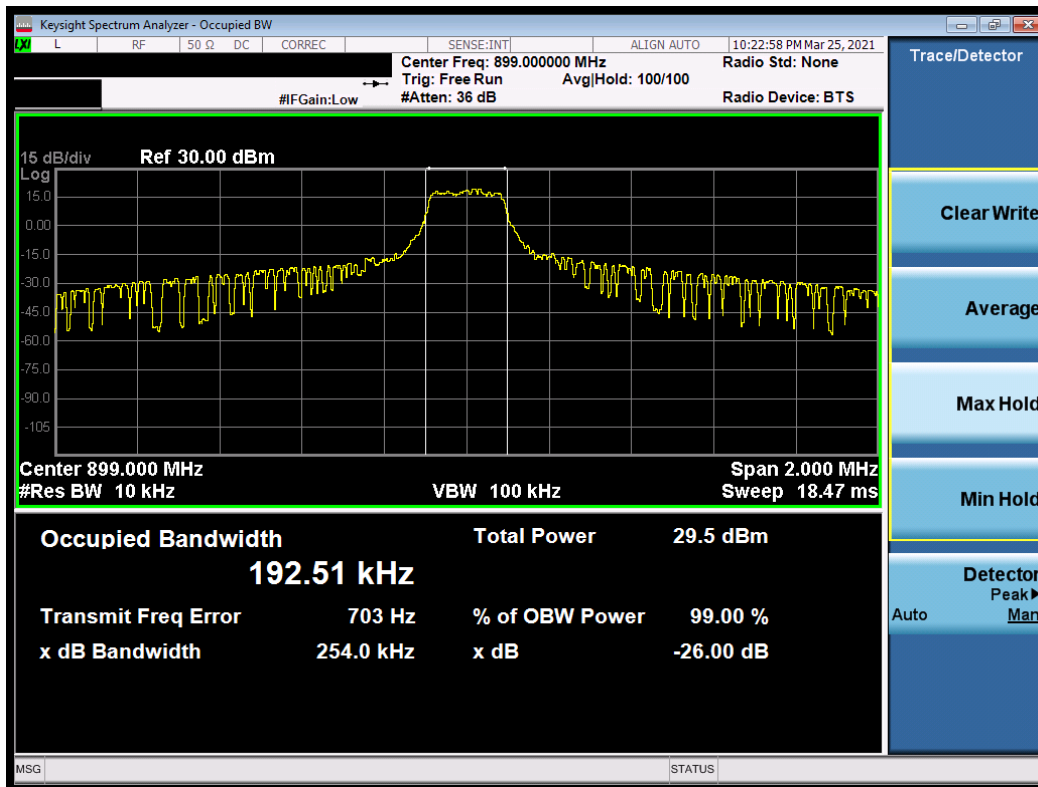 Keysight Spectrum Analyzer - Occupied BW
LXI L RF 50 Ω DC CORREC SENSE:INT ALIGN AUTO 10:22:58 PM Mar 25, 2021
Center Freq: 899.000000 MHz Radio Std: None
Trig: Free Run Avg|Hold: 100/100
#IFGain:Low #Atten: 36 dB Radio Device: BTS
15 dB/div Ref 30.00 dBm
Log
15.0
0.00
-15.0
-30.0
-45.0
-60.0
-75.0
-90.0
-105
Center 899.000 MHz Span 2.000 MHz
#Res BW 10 kHz VBW 100 kHz Sweep 18.47 ms
Occupied Bandwidth Total Power 29.5 dBm
192.51 kHz
Transmit Freq Error 703 Hz % of OBW Power 99.00 %
x dB Bandwidth 254.0 kHz x dB -26.00 dB
MSG STATUS
Trace/Detector
Clear Write
Average
Max Hold
Min Hold
Detector
Peak▶
Auto Man